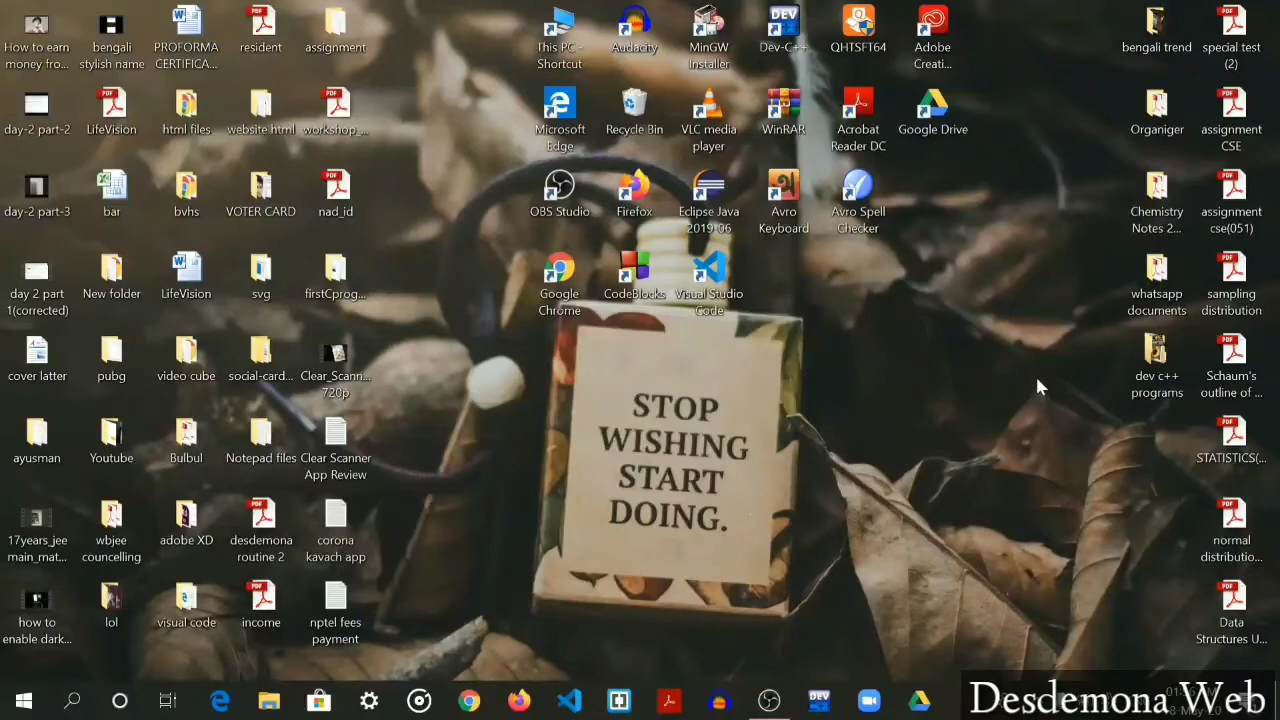 How to earn
money fro...
bengali
stylish name
PROFORMA
CERTIFICA...
resident
assignment
This PC -
Shortcut
Audacity
MinGW
Installer
DEV
Dev-C++
QHTSFT64
Adobe
Creati...
bengali trend
special test
(2)
day-2 part-2
LifeVision
html files
website html
workshop_...
Microsoft
Edge
Recycle Bin
VLC media
player
WinRAR
Acrobat
Reader DC
Google Drive
Organiger
assignment
CSE
day-2 part-3
bar
bvhs
VOTER CARD
nad_id
OBS Studio
Firefox
Eclipse Java
2019-06
Avro
Keyboard
Avro Spell
Checker
Chemistry
Notes 2...
assignment
cse(051)
day 2 part
1(corrected)
New folder
LifeVision
svg
firstCprog...
Google
Chrome
CodeBlocks
Visual Studio
Code
whatsapp
documents
sampling
distribution
cover latter
pubg
video cube
social-card...
Clear_Scann...
720p
dev c++
programs
Schaum's
outline of ...
STOP
WISHING
START
DOING.
ayusman
Youtube
Bulbul
Notepad files
Clear Scanner
App Review
STATISTICS(...
17years_jee
main_mat...
wbjee
councelling
adobe XD
desdemona
routine 2
corona
kavach app
normal
distributio...
how to
enable dark...
lol
visual code
income
nptel fees
payment
Data
Structures U...
DEV
Desdemona Web